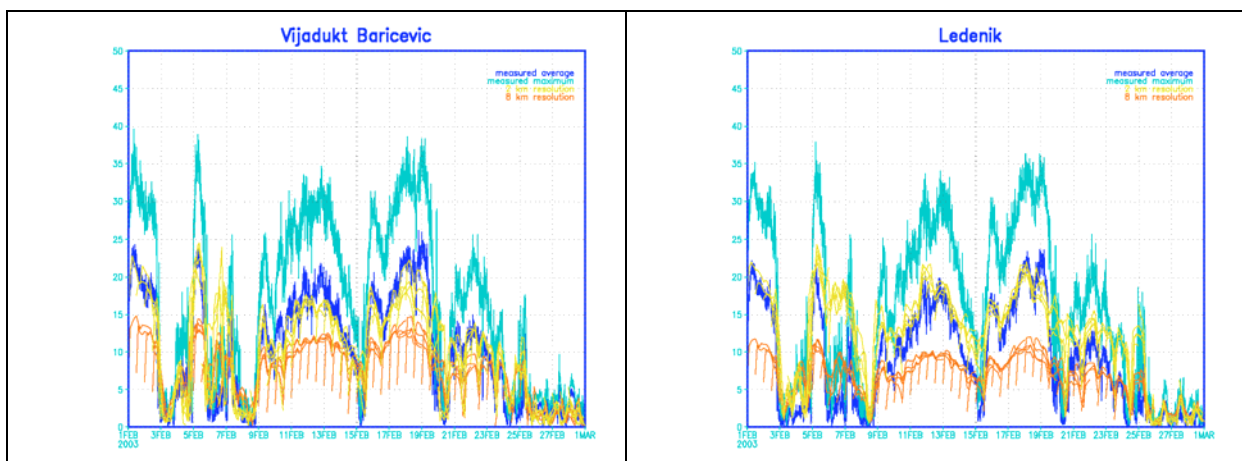 Vijadukt Baricevic
50
measured average
measured maximum
km resolution
8 km resolution
45
40
35
30
25
20
15
10
5
0
1FEB 3FEB 5FEB 7FEB 9FEB 11FEB 13FEB 15FEB 17FEB 19FEB 21FEB 23FEB 25FEB 27FEB 1MAR
2003
Ledenik
50
measured average
measured maximum
km resolution
8 km resolution
45
40
35
30
25
20
15
10
5
0
1FEB 3FEB 5FEB 7FEB 9FEB 11FEB 13FEB 15FEB 17FEB 19FEB 21FEB 23FEB 25FEB 27FEB 1MAR
2003